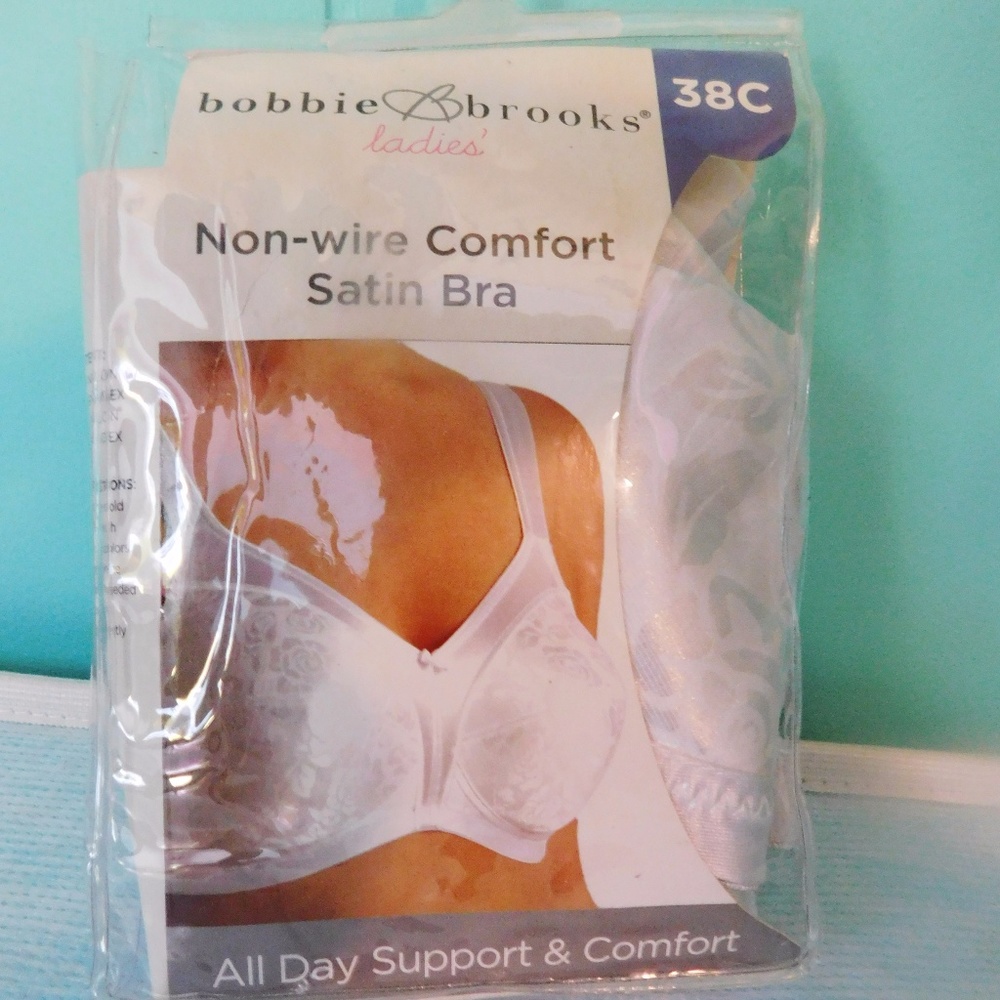 bobbie brooks®
ladies'
38C
Non-wire Comfort
Satin Bra
All Day Support & Comfort